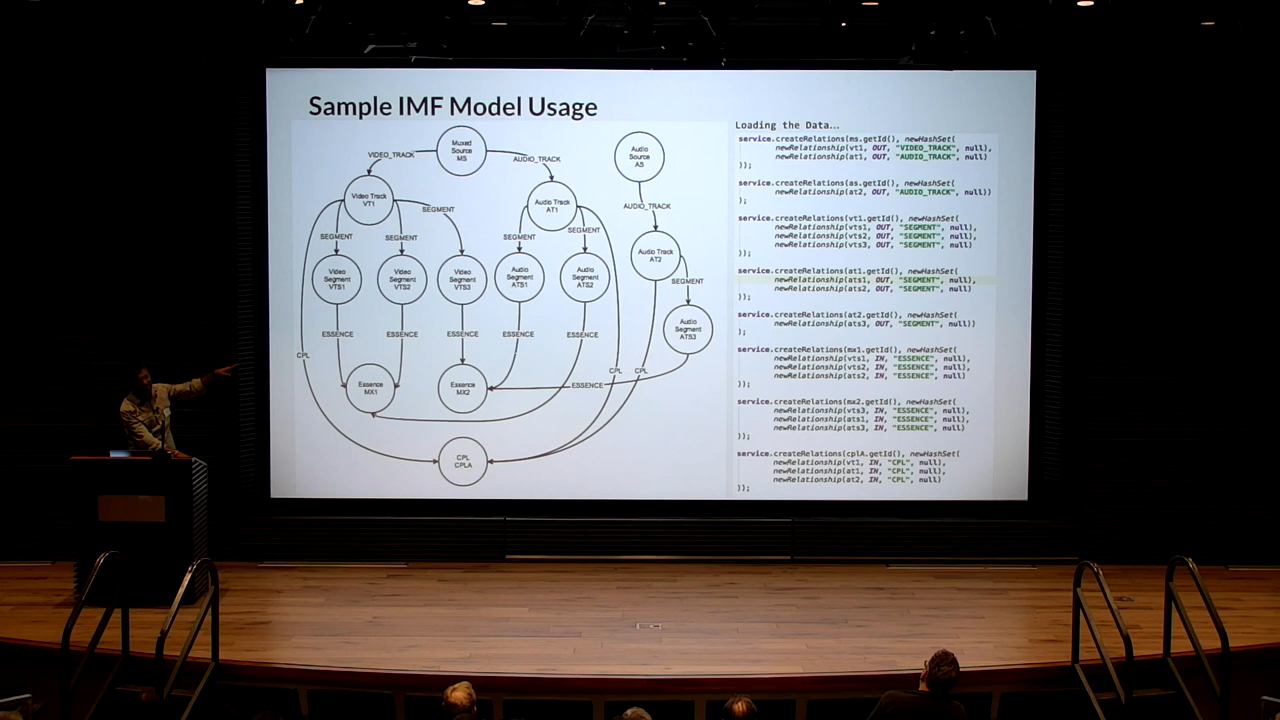 Sample IMF Model Usage
Muxed
Source
MS
Audio
Source
AS
VIDEO_TRACK
AUDIO_TRACK
Video Track
VT1
Audio Track
AT1
AUDIO_TRACK
SEGMENT
SEGMENT
SEGMENT
SEGMENT
SEGMENT
Audio Track
AT2
Video
Segment
VTS1
Video
Segment
VTS2
Video
Segment
VTS3
Audio
Segment
ATS1
Audio
Segment
ATS2
SEGMENT
Audio
Segment
ATS3
ESSENCE
ESSENCE
ESSENCE
ESSENCE
ESSENCE
CPL
CPL
CPL
ESSENCE
Essence
MX1
Essence
MX2
CPL
CPLA
Loading the Data...
service.createRelations(ms.getId(), newHashSet(
newRelationship(vt1, OUT, "VIDEO_TRACK", null),
newRelationship(at1, OUT, "AUDIO_TRACK", null)
));
service.createRelations(as.getId(), newHashSet(
newRelationship(at2, OUT, "AUDIO_TRACK", null))
);
service.createRelations(vt1.getId(), newHashSet(
newRelationship(vts1, OUT, "SEGMENT", null),
newRelationship(vts2, OUT, "SEGMENT", null),
newRelationship(vts3, OUT, "SEGMENT", null)
));
service.createRelations(at1.getId(), newHashSet(
newRelationship(ats1, OUT, "SEGMENT", null),
newRelationship(ats2, OUT, "SEGMENT", null)
));
service.createRelations(at2.getId(), newHashSet(
newRelationship(ats3, OUT, "SEGMENT", null))
);
service.createRelations(mx1.getId(), newHashSet(
newRelationship(vts1, IN, "ESSENCE", null),
newRelationship(vts2, IN, "ESSENCE", null),
newRelationship(ats2, IN, "ESSENCE", null)
));
service.createRelations(mx2.getId(), newHashSet(
newRelationship(vts3, IN, "ESSENCE", null),
newRelationship(ats1, IN, "ESSENCE", null),
newRelationship(ats3, IN, "ESSENCE", null)
));
service.createRelations(cplA.getId(), newHashSet(
newRelationship(vt1, IN, "CPL", null),
newRelationship(at1, IN, "CPL", null),
newRelationship(at2, IN, "CPL", null)
));